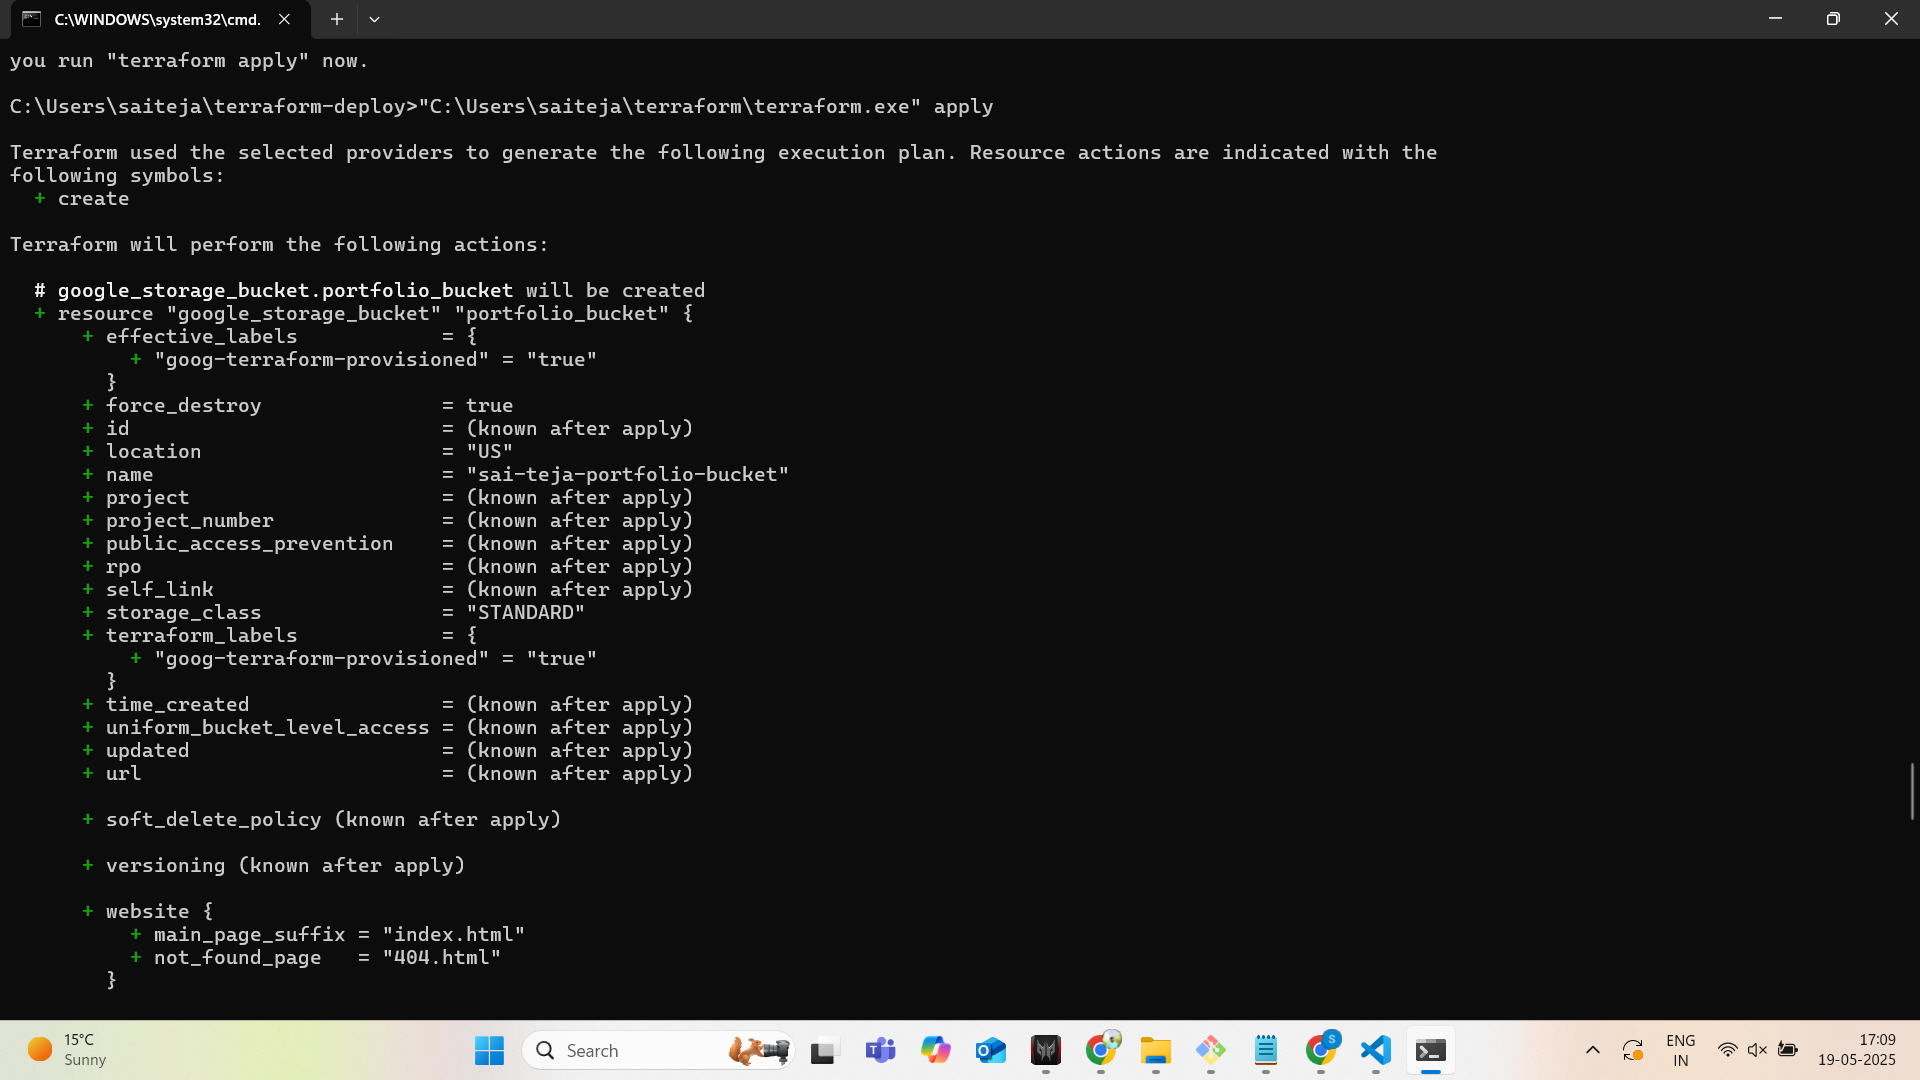 C:\WINDOWS\system32\cmd.
you run "terraform apply" now.
C:\Users\saiteja\terraform-deploy>"C:\Users\saiteja\terraform\terraform.exe" apply
Terraform used the selected providers to generate the following execution plan. Resource actions are indicated with the
following symbols:
  + create
Terraform will perform the following actions:
  # google_storage_bucket.portfolio_bucket will be created
  + resource "google_storage_bucket" "portfolio_bucket" {
      + effective_labels            = {
          + "goog-terraform-provisioned" = "true"
        }
      + force_destroy               = true
      + id                          = (known after apply)
      + location                    = "US"
      + name                        = "sai-teja-portfolio-bucket"
      + project                     = (known after apply)
      + project_number              = (known after apply)
      + public_access_prevention    = (known after apply)
      + rpo                         = (known after apply)
      + self_link                   = (known after apply)
      + storage_class               = "STANDARD"
      + terraform_labels            = {
          + "goog-terraform-provisioned" = "true"
        }
      + time_created                = (known after apply)
      + uniform_bucket_level_access = (known after apply)
      + updated                     = (known after apply)
      + url                         = (known after apply)
      + soft_delete_policy (known after apply)
      + versioning (known after apply)
      + website {
          + main_page_suffix = "index.html"
          + not_found_page   = "404.html"
        }
15°C
Sunny
Search
S
ENG
IN
17:09
19-05-2025